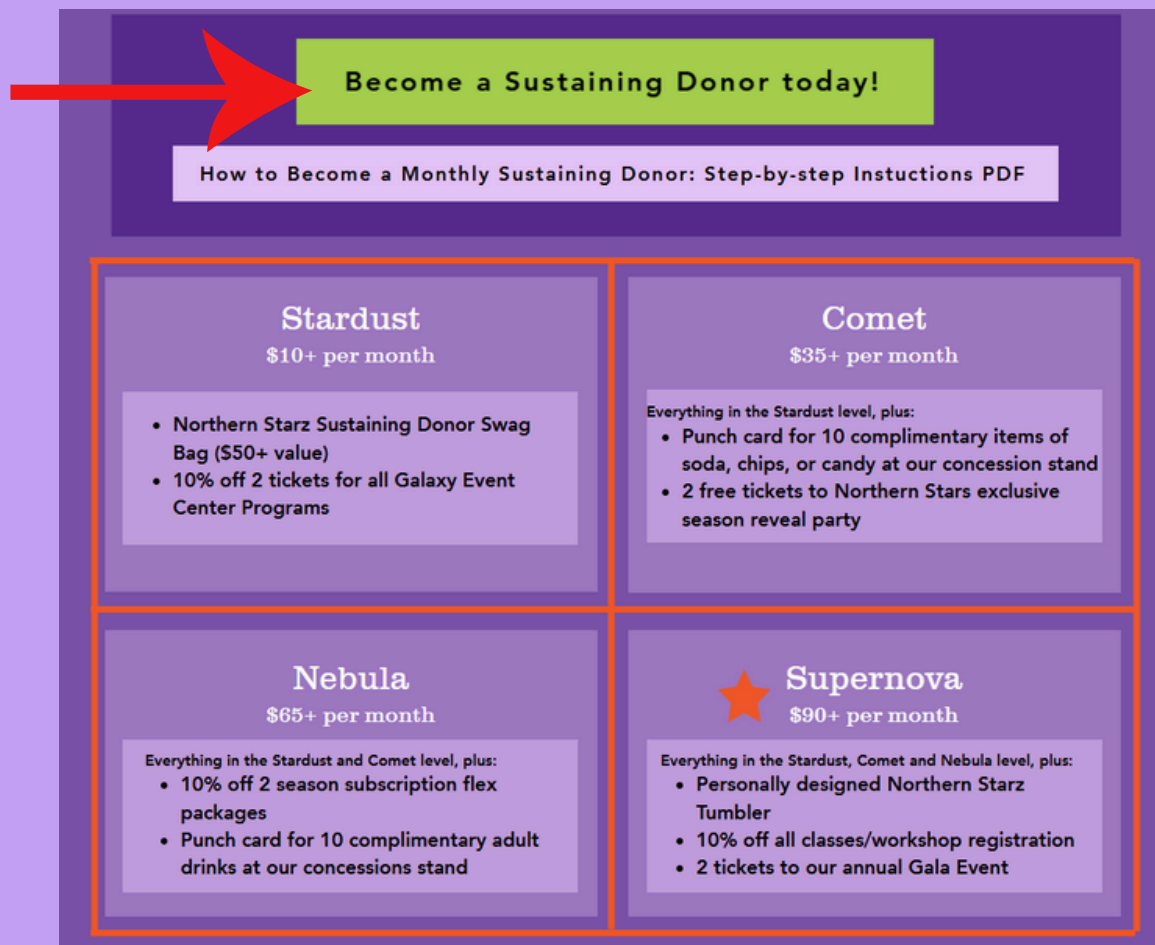 Become a Sustaining Donor today!
How to Become a Monthly Sustaining Donor: Step-by-step Instuctions PDF
Stardust
$10+ per month
• Northern Starz Sustaining Donor Swag
Bag ($50+ value)
• 10% off 2 tickets for all Galaxy Event
Center Programs
Comet
$35+ per month
Everything in the Stardust level, plus:
• Punch card for 10 complimentary items of
soda, chips, or candy at our concession stand
• 2 free tickets to Northern Stars exclusive
season reveal party
Nebula
$65+ per month
Everything in the Stardust and Comet level, plus:
• 10% off 2 season subscription flex
packages
• Punch card for 10 complimentary adult
drinks at our concessions stand
Supernova
$90+ per month
Everything in the Stardust, Comet and Nebula level, plus:
• Personally designed Northern Starz
Tumbler
• 10% off all classes/workshop registration
• 2 tickets to our annual Gala Event